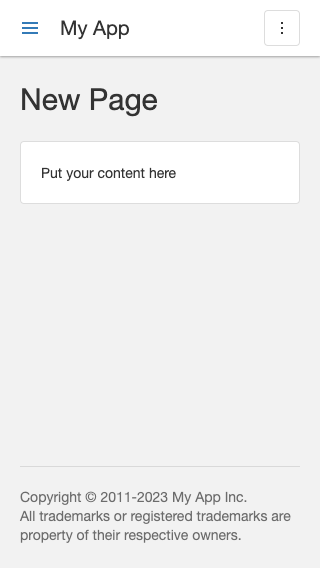 My App
New Page
Put your content here
Copyright © 2011-2023 My App Inc.
All trademarks or registered trademarks are
property of their respective owners.